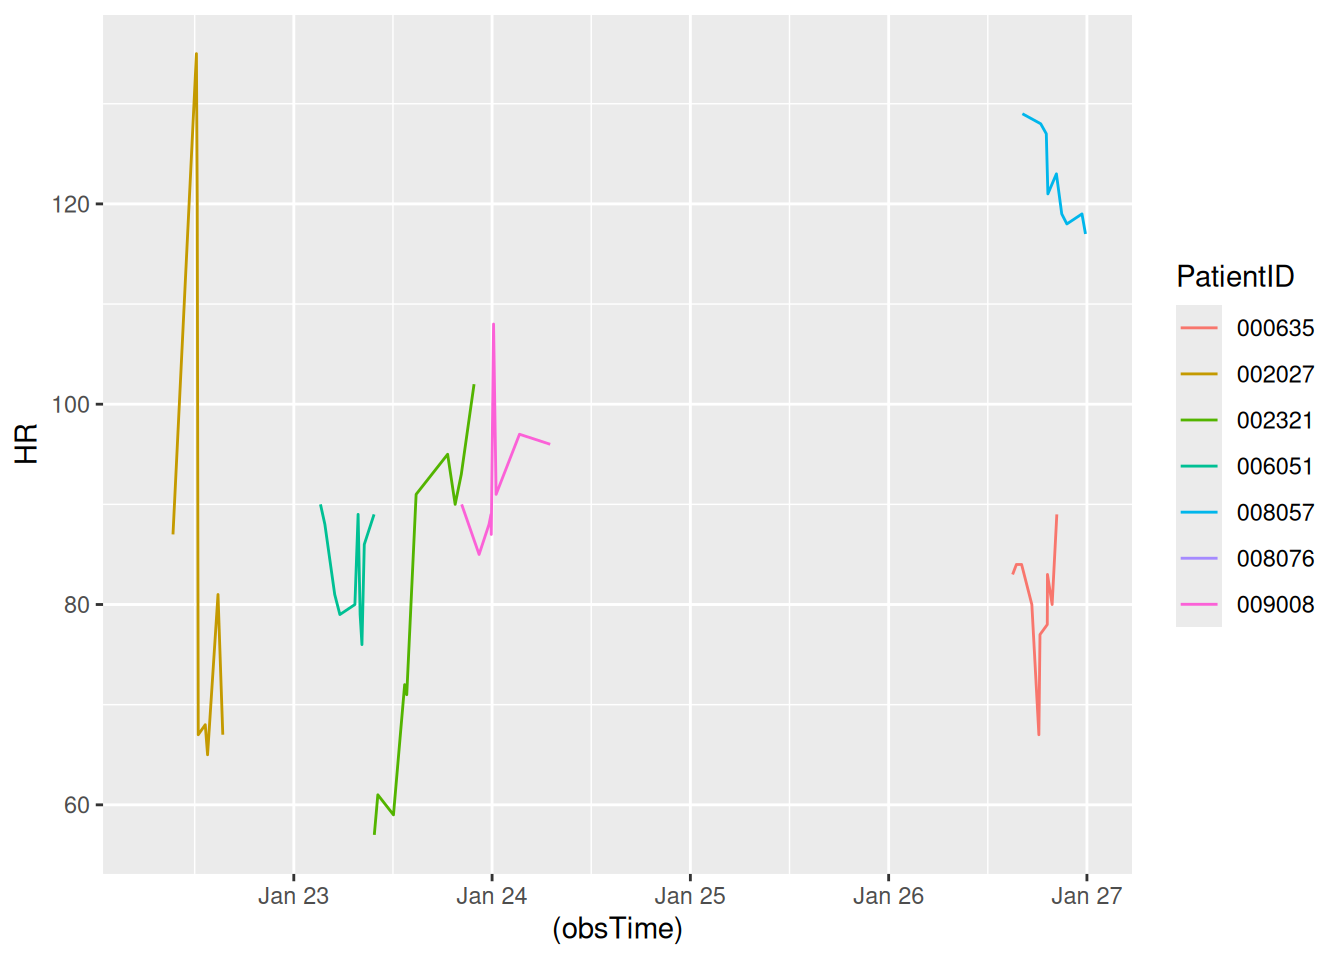 HR
120
100
80
60
Jan 23
Jan 24
Jan 25
Jan 26
Jan 27
(obsTime)
PatientID
000635
002027
002321
006051
008057
008076
009008